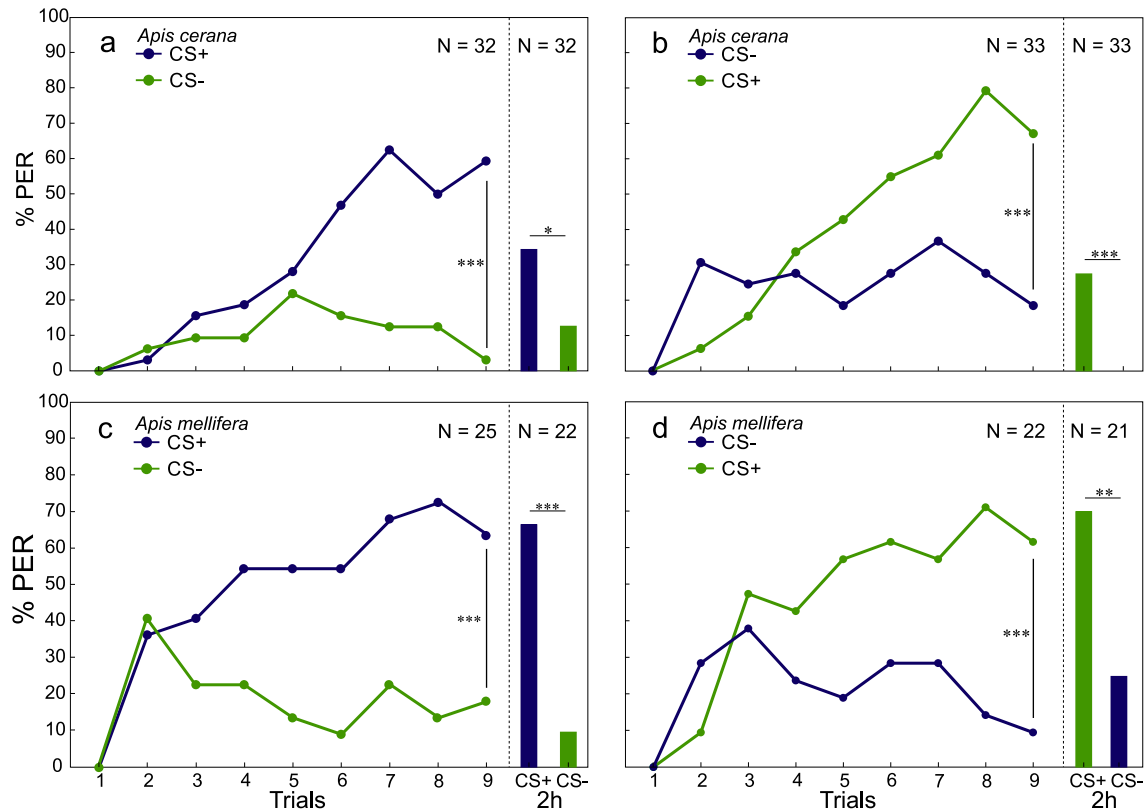 a
Apis cerana
CS+
CS-
N = 32
N = 32
100
90
80
70
60
50
40
30
20
10
0
% PER
***
*
b
Apis cerana
CS-
CS+
N = 33
N = 33
***
***
c
Apis mellifera
CS+
CS-
N = 25
N = 22
100
90
80
70
60
50
40
30
20
10
0
% PER
***
***
1 2 3 4 5 6 7 8 9
Trials
CS+ CS-
2h
d
Apis mellifera
CS-
CS+
N = 22
N = 21
***
**
1 2 3 4 5 6 7 8 9
Trials
CS+ CS-
2h